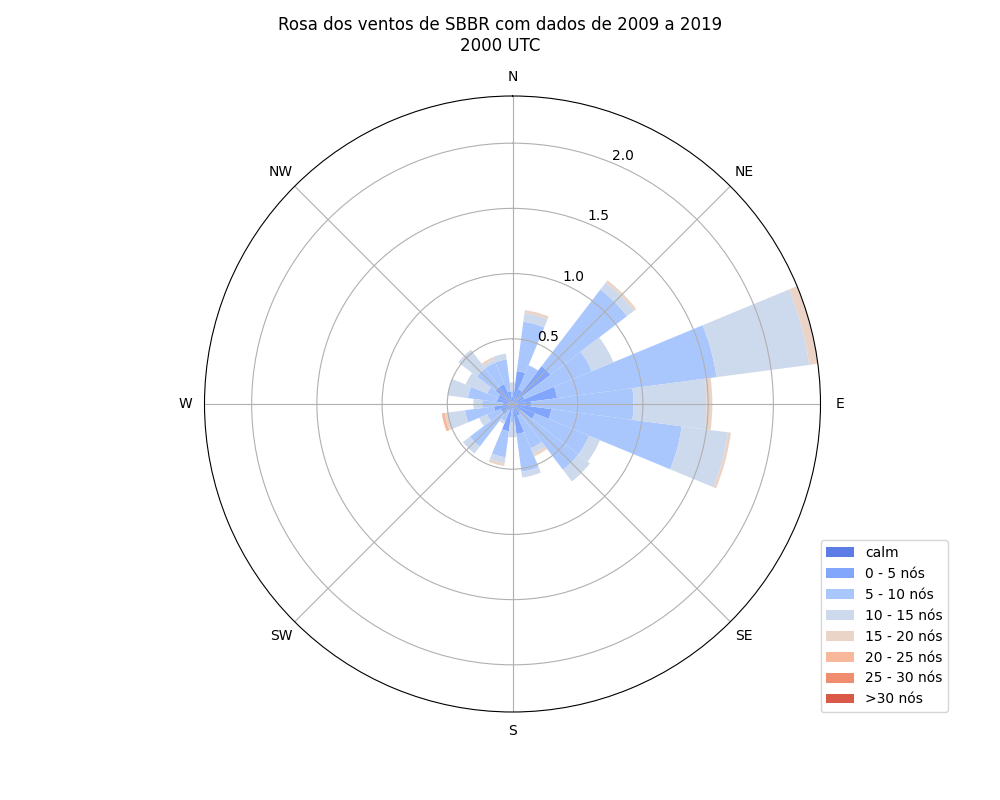 Rosa dos ventos de SBBR com dados de 2009 a 2019
2000 UTC
N
NW
NE
2.0
1.5
1.0
0.5
W
E
SW
SE
S
calm
0 - 5 nós
5 - 10 nós
10 - 15 nós
15 - 20 nós
20 - 25 nós
25 - 30 nós
>30 nós